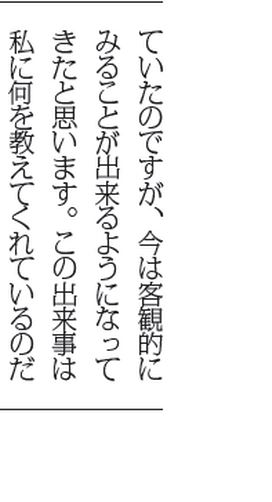 ていたのですが、今は客観的に
みることが出来るようになって
きたと思います。この出来事は
私に何を教えてくれているのだ